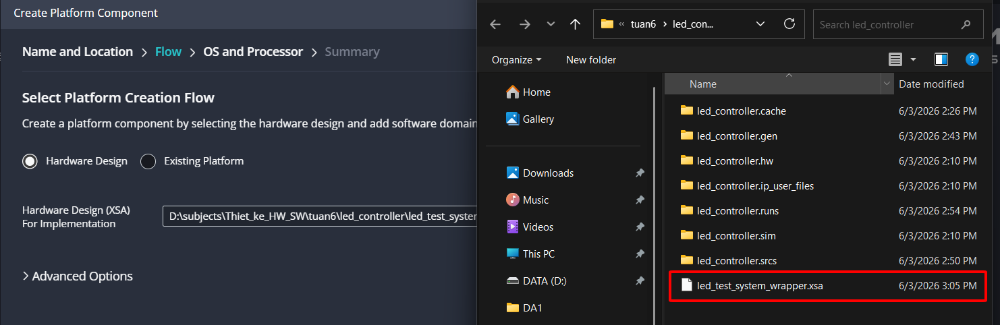 Create Platform Component
Name and Location > Flow > OS and Processor > Summary
Select Platform Creation Flow
Create a platform component by selecting the hardware design and add software domain
Hardware Design Existing Platform
Hardware Design (XSA)
For Implementation
D:\subjects\Thiet_ke_HW_SW\tuan6\led_controller\led_test_system
> Advanced Options
« tuan6 > led_con...
Search led_controller
Organize New folder
Home
Gallery
Downloads
Music
Videos
This PC
DATA (D:)
DA1
Name Date modified
led_controller.cache 6/3/2026 2:26 PM
led_controller.gen 6/3/2026 2:43 PM
led_controller.hw 6/3/2026 2:10 PM
led_controller.ip_user_files 6/3/2026 2:10 PM
led_controller.runs 6/3/2026 2:54 PM
led_controller.sim 6/3/2026 2:10 PM
led_controller.srcs 6/3/2026 2:50 PM
led_test_system_wrapper.xsa 6/3/2026 3:05 PM